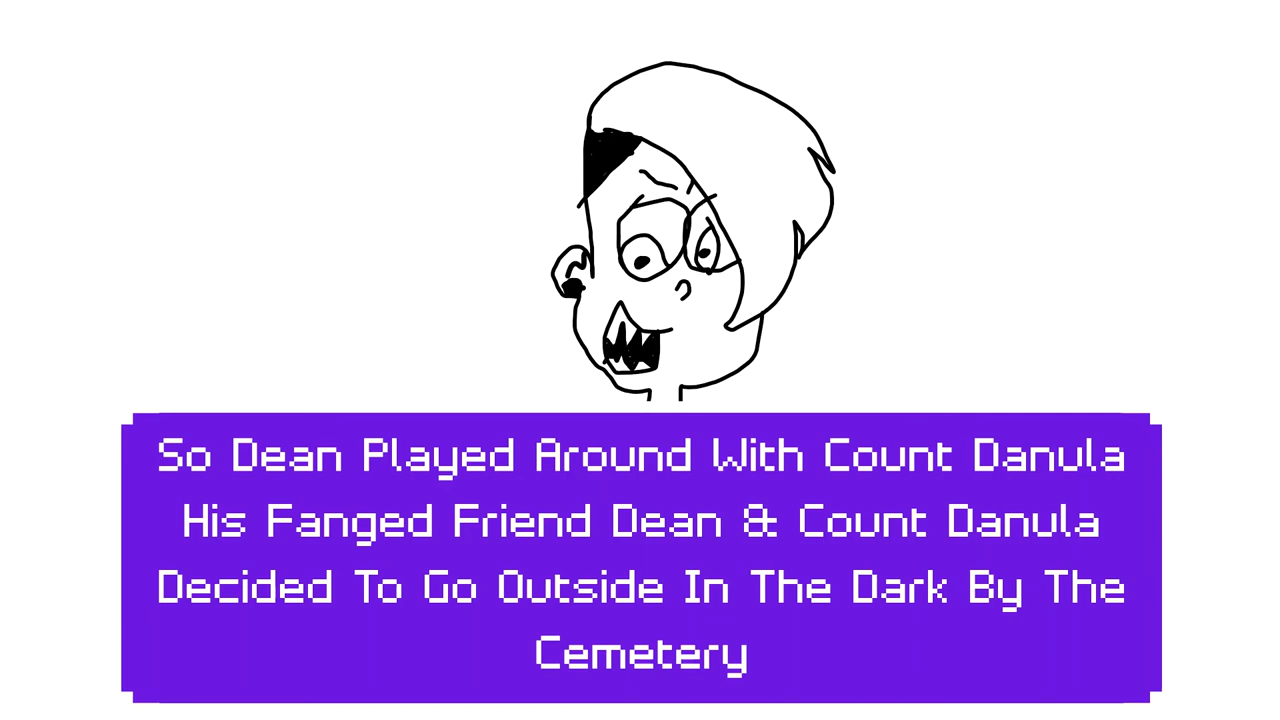 So Dean Played Around With Count Danula
His Fanged Friend Dean & Count Danula
Decided To Go Outside In The Dark By The
Cemetery